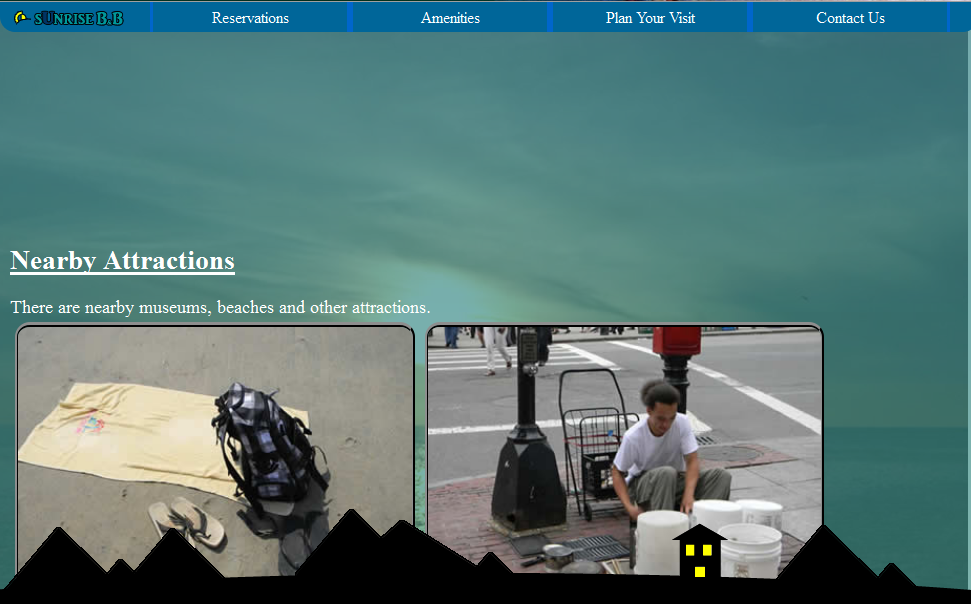 SUNRISE B&B
Reservations
Amenities
Plan Your Visit
Contact Us
Nearby Attractions
There are nearby museums, beaches and other attractions.